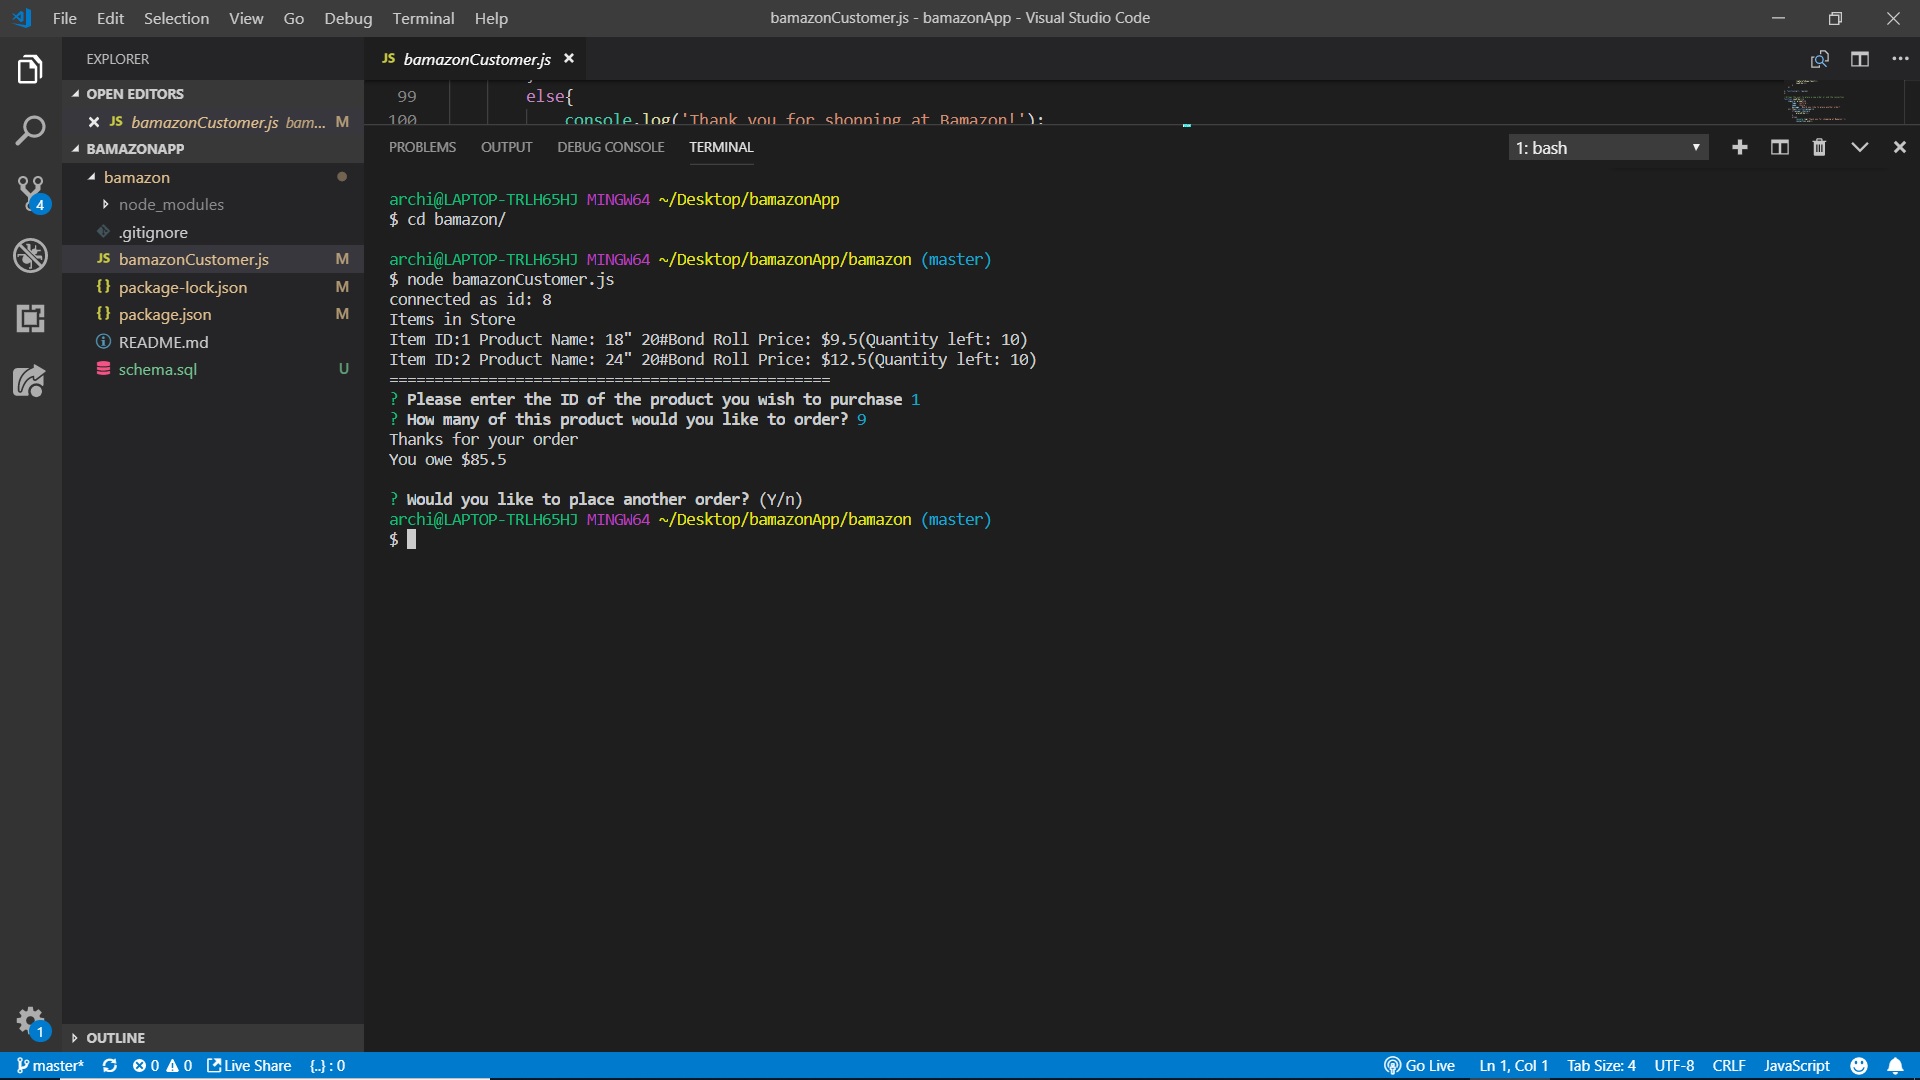 File Edit Selection View Go Debug Terminal Help
bamazonCustomer.js - bamazonApp - Visual Studio Code
EXPLORER
OPEN EDITORS
JS bamazonCustomer.js bam... M
BAMAZONAPP
bamazon
node_modules
.gitignore
JS bamazonCustomer.js M
{} package-lock.json M
{} package.json M
README.md
schema.sql U
4
1
OUTLINE
JS bamazonCustomer.js
99 else{
100 console.log('Thank you for shopping at Bamazon!');
PROBLEMS OUTPUT DEBUG CONSOLE TERMINAL
1: bash
archi@LAPTOP-TRLH65HJ MINGW64 ~/Desktop/bamazonApp
$ cd bamazon/
archi@LAPTOP-TRLH65HJ MINGW64 ~/Desktop/bamazonApp/bamazon (master)
$ node bamazonCustomer.js
connected as id: 8
Items in Store
Item ID:1 Product Name: 18" 20#Bond Roll Price: $9.5(Quantity left: 10)
Item ID:2 Product Name: 24" 20#Bond Roll Price: $12.5(Quantity left: 10)
=================================================
? Please enter the ID of the product you wish to purchase 1
? How many of this product would you like to order? 9
Thanks for your order
You owe $85.5
? Would you like to place another order? (Y/n)
archi@LAPTOP-TRLH65HJ MINGW64 ~/Desktop/bamazonApp/bamazon (master)
$
master* 0 0 Live Share {..} : 0
Go Live Ln 1, Col 1 Tab Size: 4 UTF-8 CRLF JavaScript